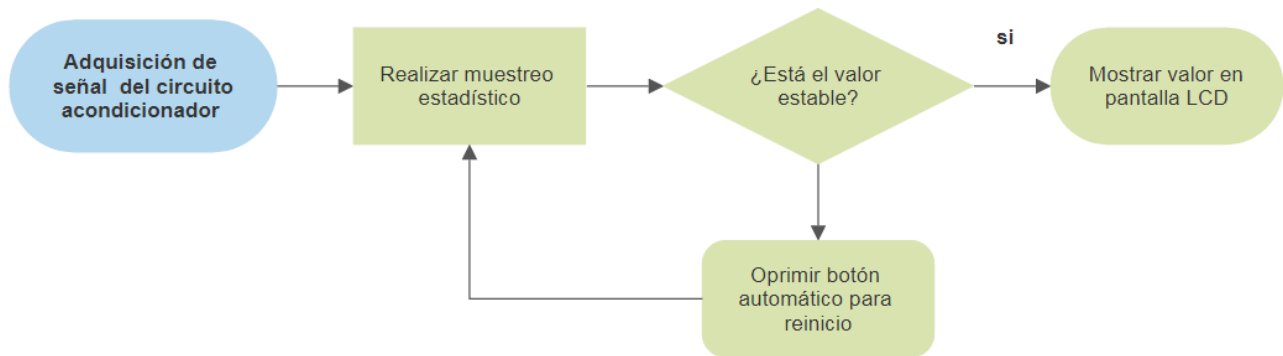 Adquisición de
señal del circuito
acondicionador
Realizar muestreo
estadístico
¿Está el valor
estable?
si
Mostrar valor en
pantalla LCD
Oprimir botón
automático para
reinicio